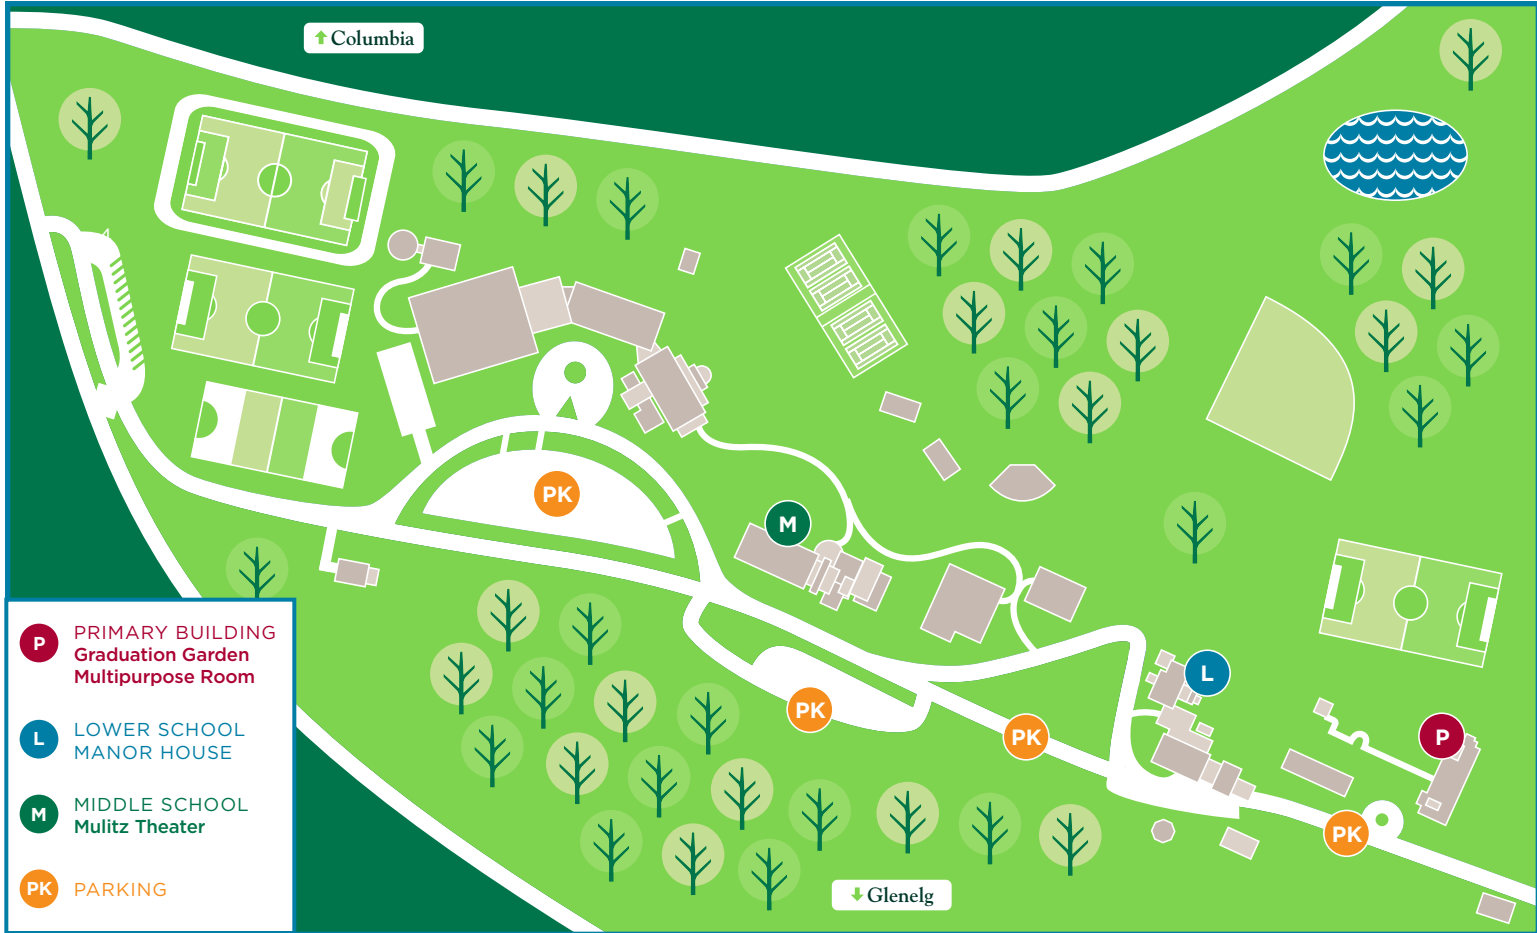 Columbia
PK
M
L
P
PK
PK
PK
Glenelg
P
PRIMARY BUILDING
Graduation Garden
Multipurpose Room
L
LOWER SCHOOL
MANOR HOUSE
M
MIDDLE SCHOOL
Mulitz Theater
PK
PARKING